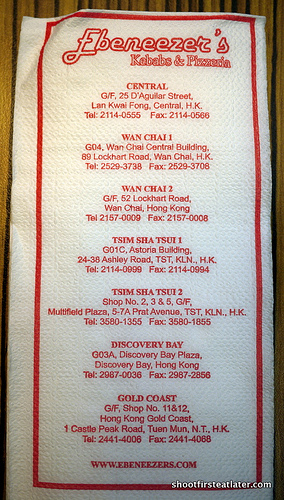 Ebeneezer's
Kebabs & Pizzeria
CENTRAL
G/F, 25 D'Aguilar Street,
Lan Kwai Fong, Central, H.K.
Tel: 2114-0555 Fax: 2114-0566
WAN CHAI 1
G04, Wan Chai Central Building,
89 Lockhart Road, Wan Chai, H.K.
Tel: 2529-3738 Fax: 2529-3708
WAN CHAI 2
G/F, 52 Lockhart Road,
Wan Chai, Hong Kong
Tel 2157-0009 Fax: 2157-0008
TSIM SHA TSUI 1
G01C, Astoria Building,
24-38 Ashley Road, TST, KLN., H.K.
Tel: 2114-0999 Fax: 2114-0994
TSIM SHA TSUI 2
Shop No. 2, 3 & 5, G/F,
Multifield Plaza, 5-7A Prat Avenue, TST, KLN., H.K.
Tel: 3580-1355 Fax: 3580-1855
DISCOVERY BAY
G03A, Discovery Bay Plaza,
Discovery Bay, Hong Kong
Tel: 2987-0036 Fax: 2987-2856
GOLD COAST
G/F, Shop No. 11&12,
Hong Kong Gold Coast,
1 Castle Peak Road, Tuen Mun, N.T., H.K.
Tel: 2441-4006 Fax: 2441-4068
WWW.EBENEEZERS.COM
shootfirsteatlater.com